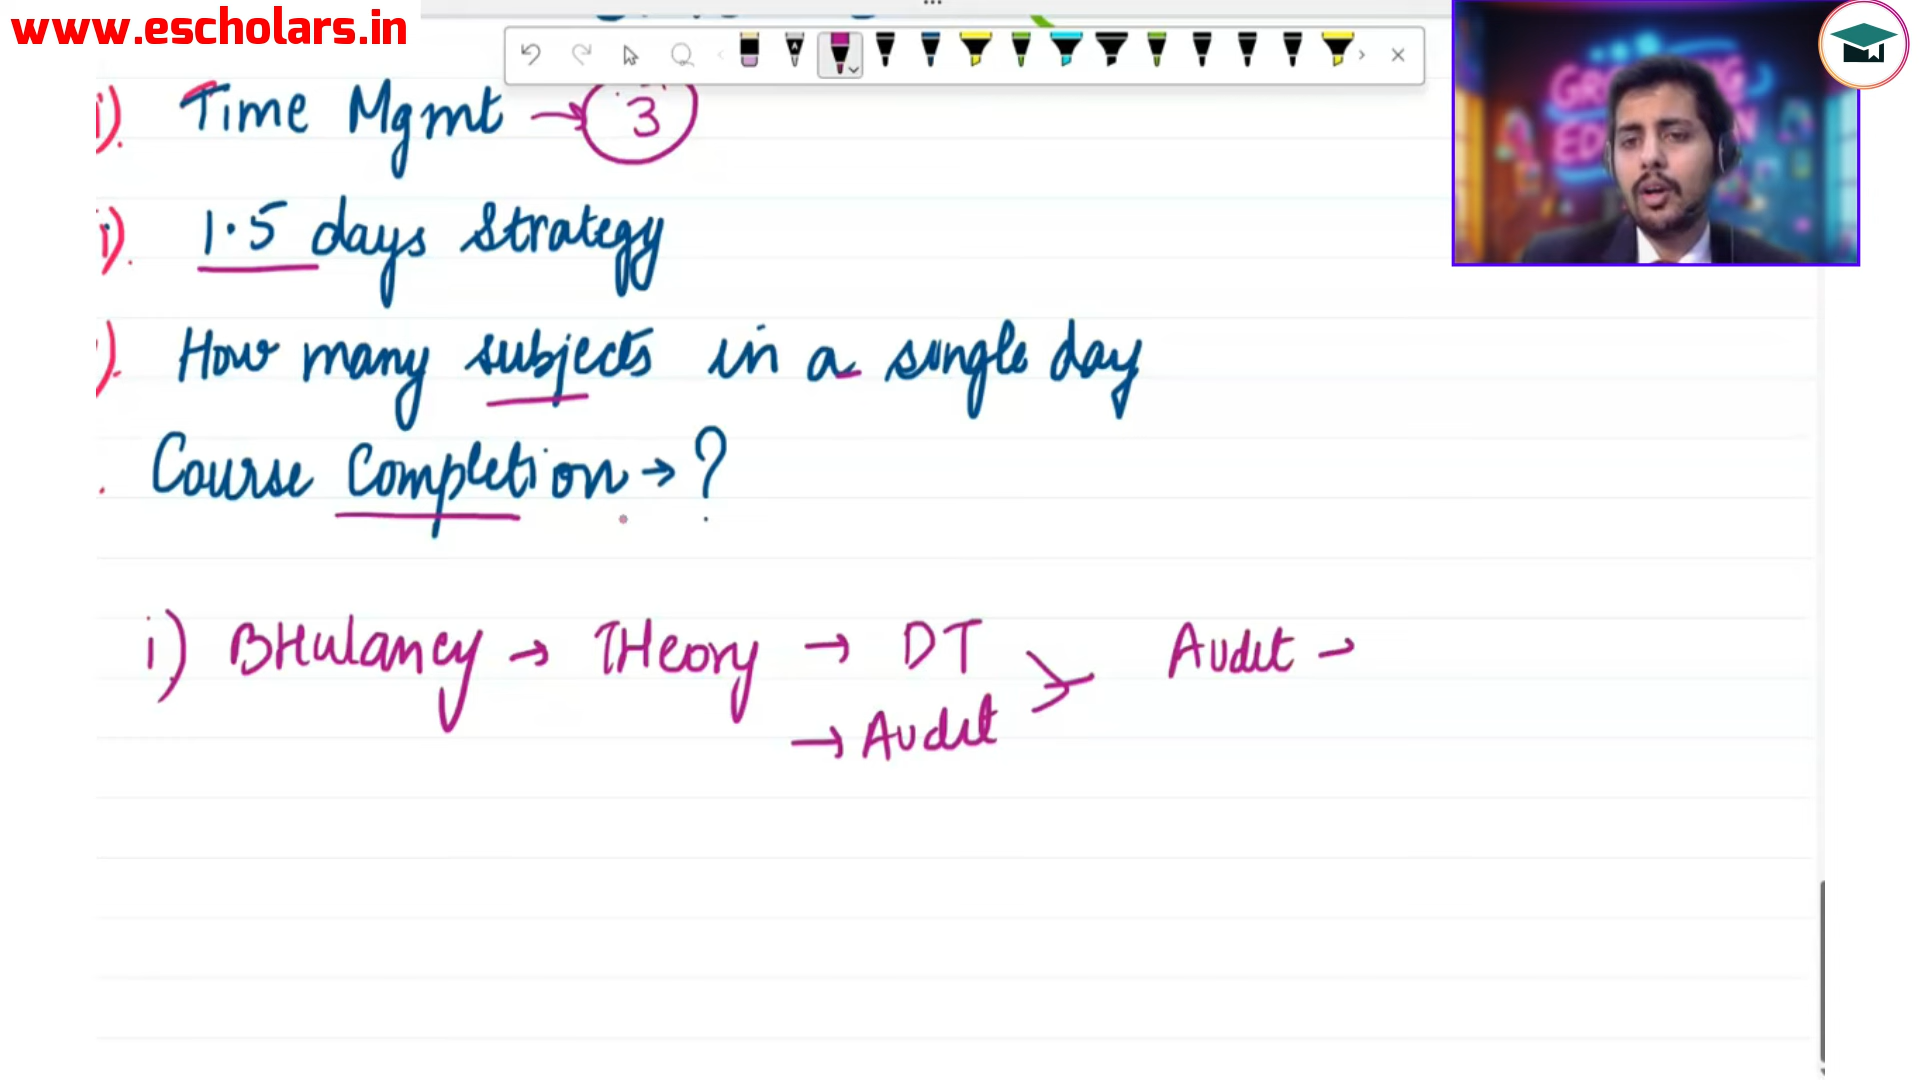 www.escholars.in
i). Time Mgmt → 3
i). 1.5 days Strategy
). How many subjects in a single day
. Course Completion → ?
i) BHulancy → THeory → DT Audit →
→ Audit